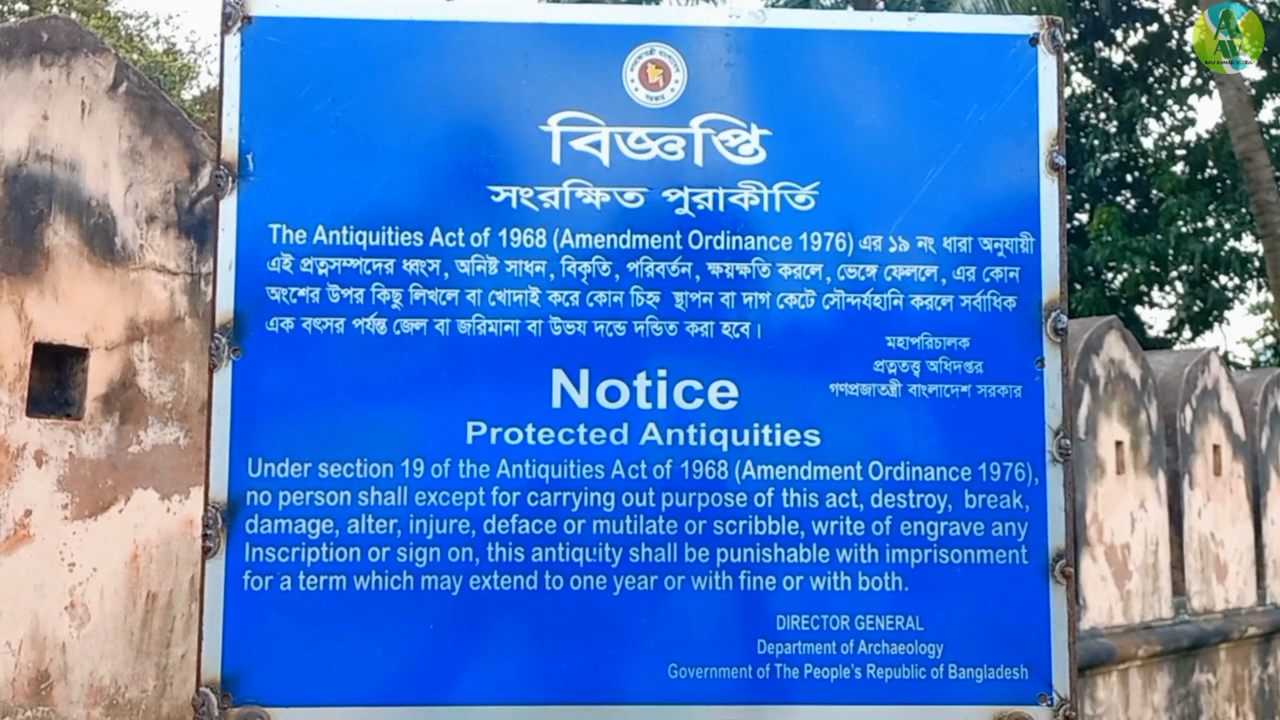 বিজ্ঞপ্তি
সংরক্ষিত পুরাকীর্তি
The Antiquities Act of 1968 (Amendment Ordinance 1976) এর ১৯ নং ধারা অনুযায়ী
এই প্রত্নসম্পদের ধ্বংস, অনিষ্ট সাধন, বিকৃতি, পরিবর্তন, ক্ষয়ক্ষতি করলে, ভেঙ্গে ফেললে, এর কোন
অংশের উপর কিছু লিখলে বা খোদাই করে কোন চিহ্ন স্থাপন বা দাগ কেটে সৌন্দর্যহানি করলে সর্বাধিক
এক বৎসর পর্যন্ত জেল বা জরিমানা বা উভয দন্ডে দন্ডিত করা হবে।
মহাপরিচালক
প্রত্নতত্ত্ব অধিদপ্তর
গণপ্রজাতন্ত্রী বাংলাদেশ সরকার
Notice
Protected Antiquities
Under section 19 of the Antiquities Act of 1968 (Amendment Ordinance 1976),
no person shall except for carrying out purpose of this act, destroy, break,
damage, alter, injure, deface or mutilate or scribble, write of engrave any
Inscription or sign on, this antiquity shall be punishable with imprisonment
for a term which may extend to one year or with fine or with both.
DIRECTOR GENERAL
Department of Archaeology
Government of The People's Republic of Bangladesh